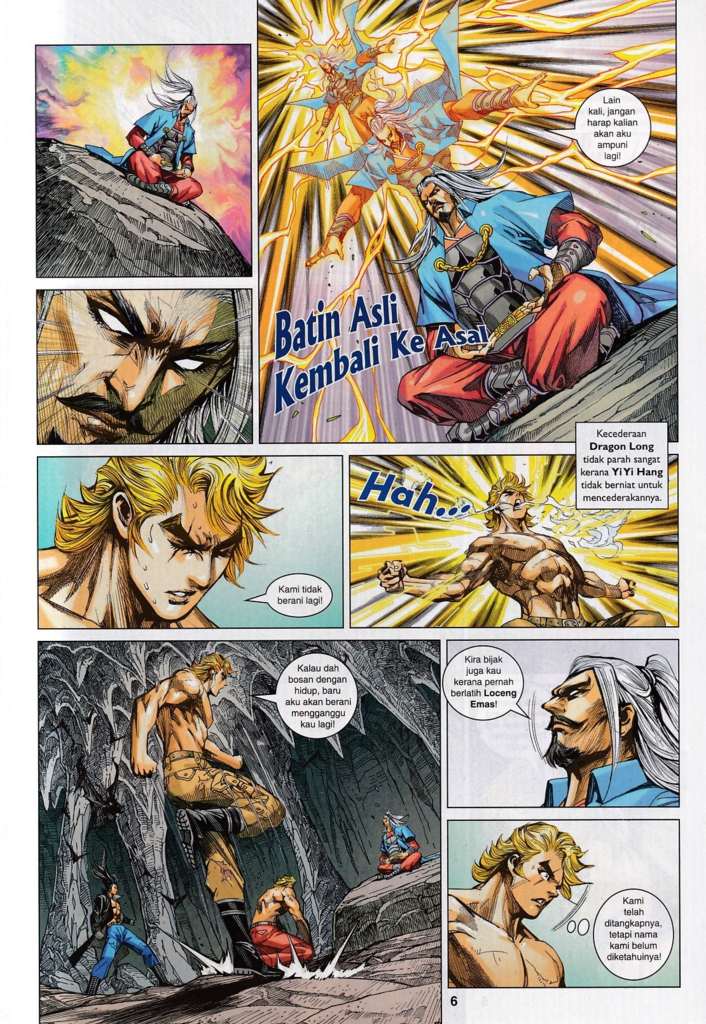 Lain
kali, jangan
harap kalian
akan aku
ampuni
lagi!
Batin Asli
Kembali Ke Asal
Kecederaan
Dragon Long
tidak parah sangat
kerana Yi Yi Hang
tidak berniat untuk
mencederakannya.
Kami tidak
berani lagi!
Hah...
Kalau dah
bosan dengan
hidup, baru
aku akan berani
mengganggu
kau lagi!
Kira bijak
juga kau
kerana pernah
berlatih Loceng
Emas!
Kami
telah
ditangkapnya,
tetapi nama
kami belum
diketahuinya!
6